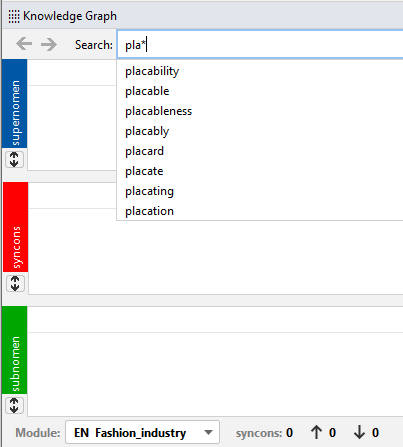 Knowledge Graph
Search: pla*
placability
placable
placableness
placably
placard
placate
placating
placation
supernomen
syncons
subnomen
Module: EN Fashion_industry syncons: 0 0 0